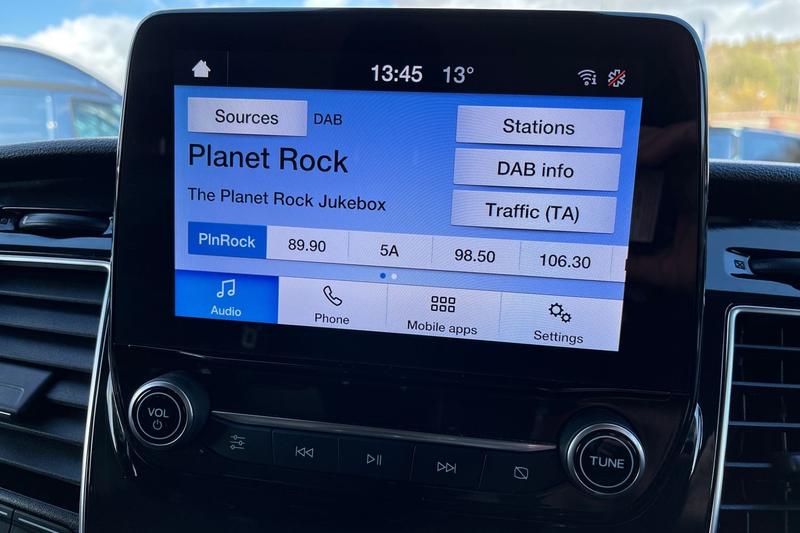 13:45 13°
Sources DAB
Stations
Planet Rock
DAB info
The Planet Rock Jukebox
Traffic (TA)
PlnRock 89.90 5A 98.50 106.30
Audio Phone Mobile apps Settings
VOL
TUNE